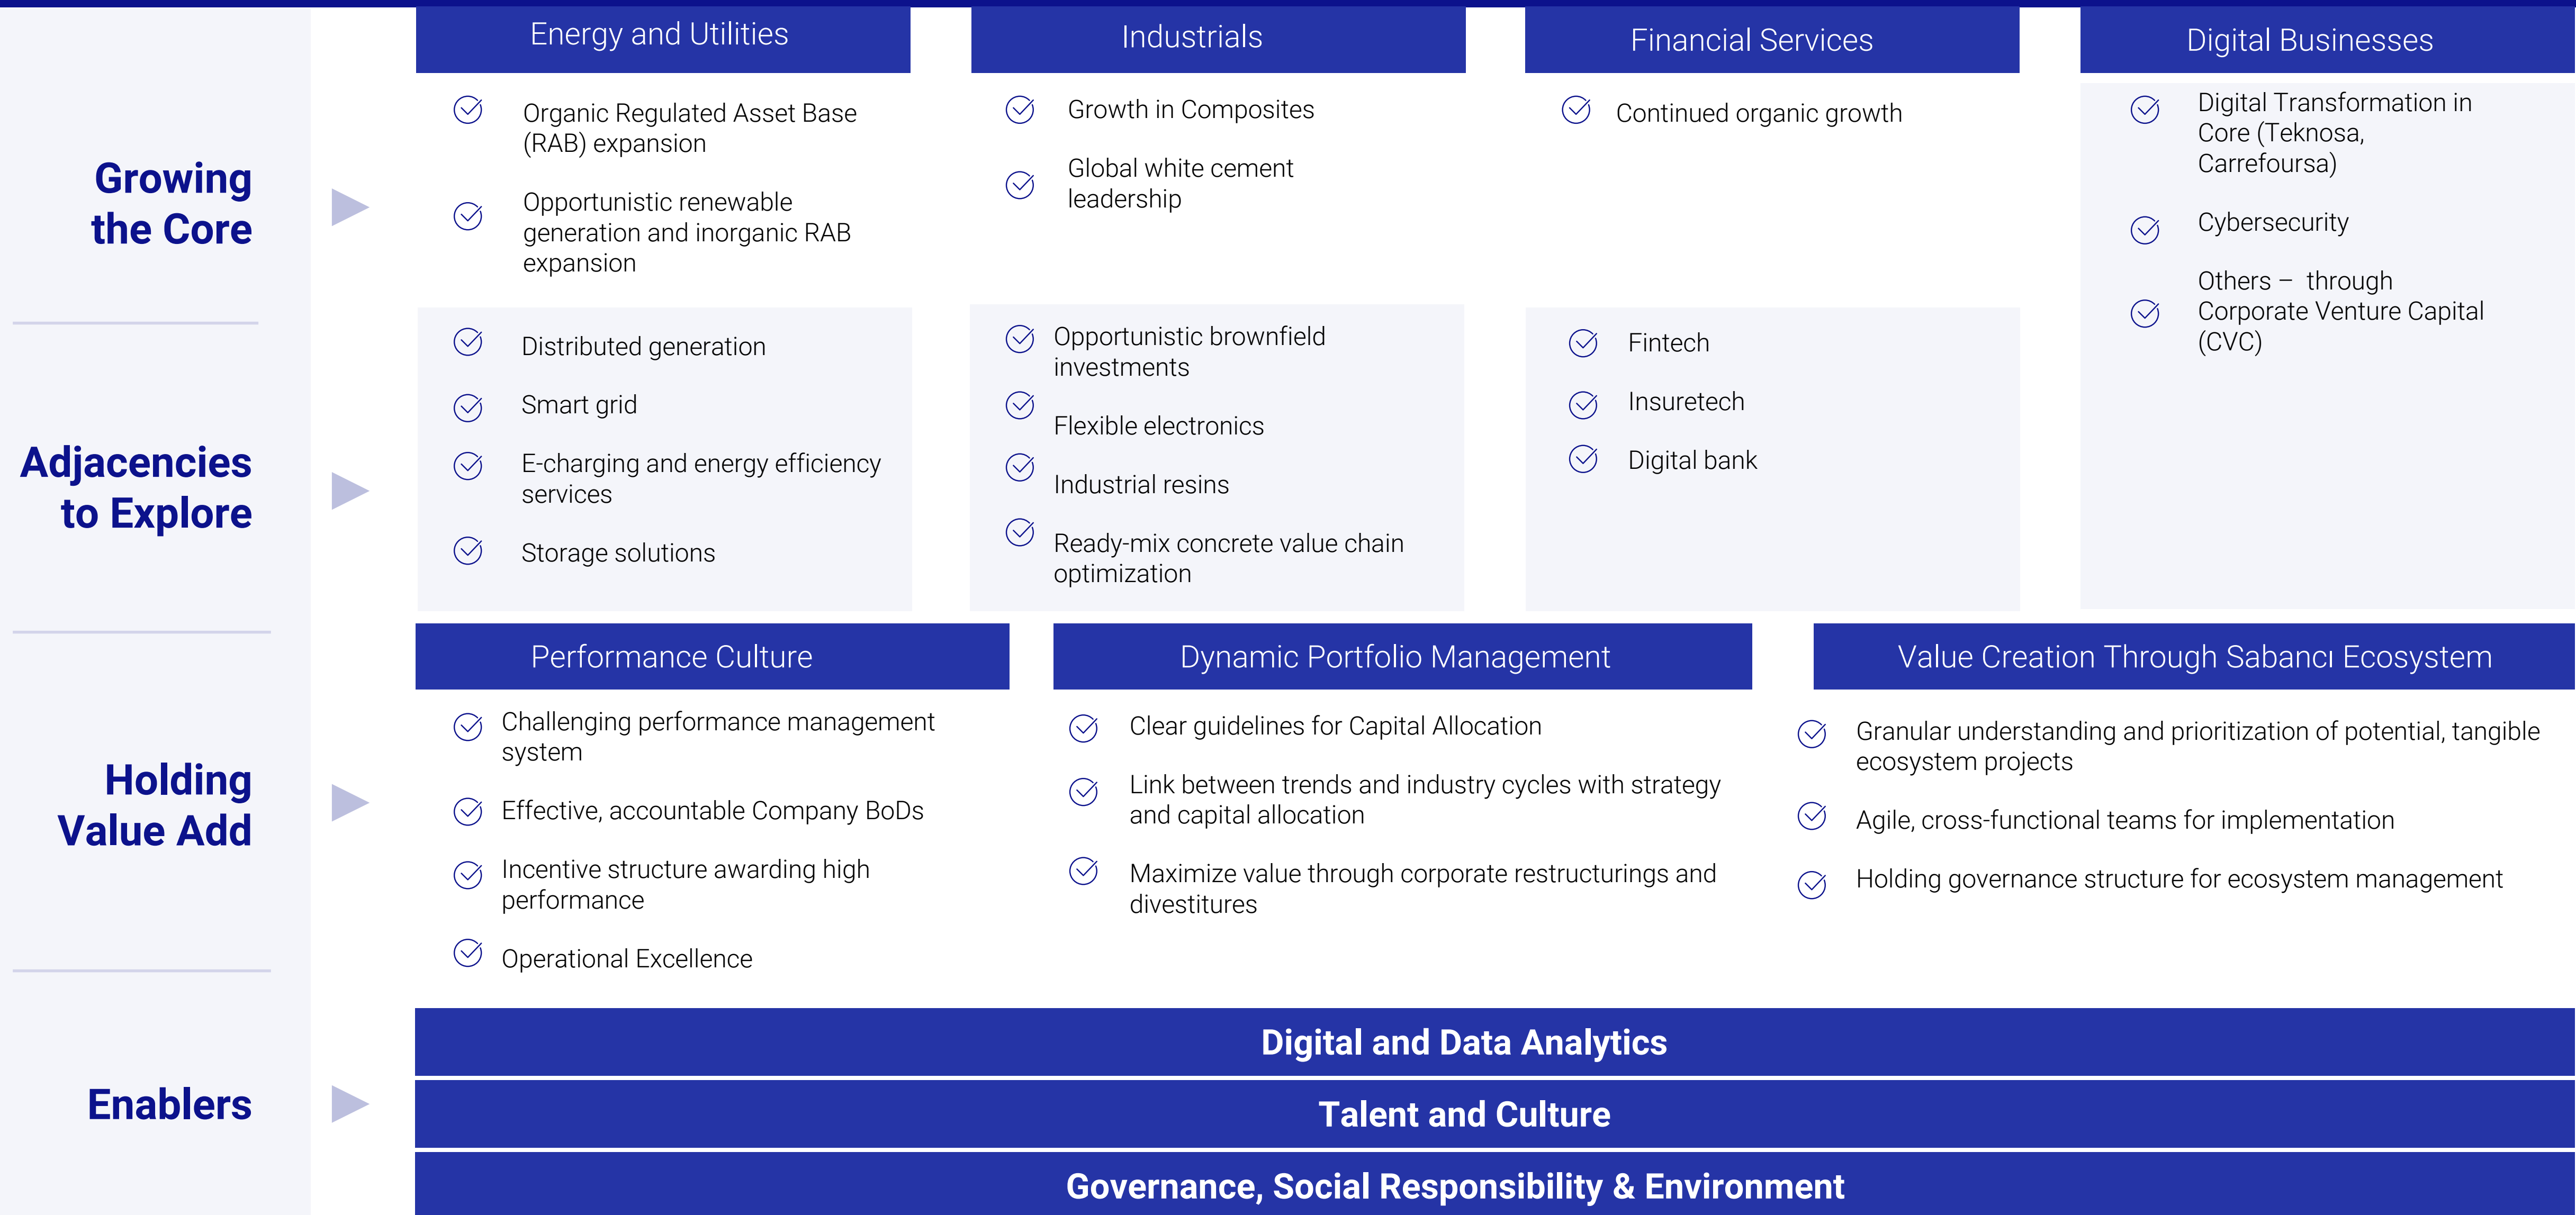 Energy and Utilities
Industrials
Financial Services
Digital Businesses
Growing
the Core
Organic Regulated Asset Base
(RAB) expansion
Opportunistic renewable
generation and inorganic RAB
expansion
Growth in Composites
Global white cement
leadership
Continued organic growth
Digital Transformation in
Core (Teknosa,
Carrefoursa)
Cybersecurity
Others – through
Corporate Venture Capital
(CVC)
Adjacencies
to Explore
Distributed generation
Smart grid
E-charging and energy efficiency
services
Storage solutions
Opportunistic brownfield
investments
Flexible electronics
Industrial resins
Ready-mix concrete value chain
optimization
Fintech
Insuretech
Digital bank
Holding
Value Add
Performance Culture
Challenging performance management
system
Effective, accountable Company BoDs
Incentive structure awarding high
performance
Operational Excellence
Dynamic Portfolio Management
Clear guidelines for Capital Allocation
Link between trends and industry cycles with strategy
and capital allocation
Maximize value through corporate restructurings and
divestitures
Value Creation Through Sabancı Ecosystem
Granular understanding and prioritization of potential, tangible
ecosystem projects
Agile, cross-functional teams for implementation
Holding governance structure for ecosystem management
Enablers
Digital and Data Analytics
Talent and Culture
Governance, Social Responsibility & Environment